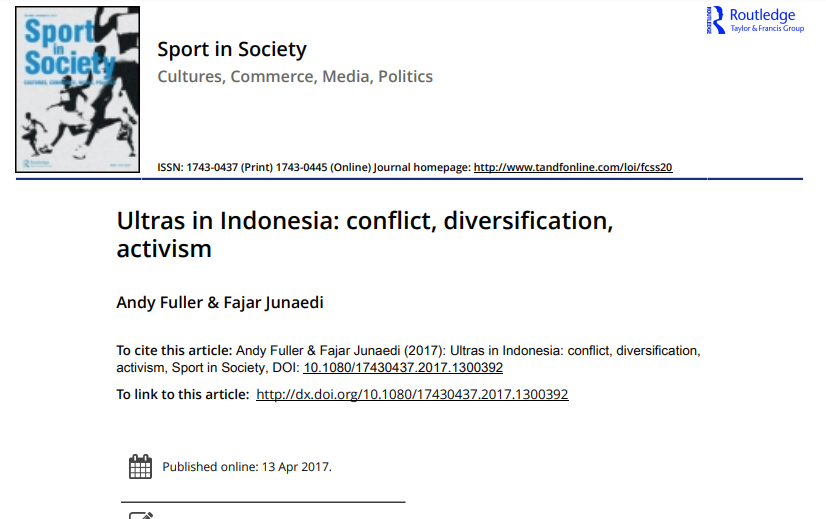 Sport
in
Society
Routledge
Taylor & Francis Group
ROUTLEDGE
Sport in Society
Cultures, Commerce, Media, Politics
ISSN: 1743-0437 (Print) 1743-0445 (Online) Journal homepage: http://www.tandfonline.com/loi/fcss20
Ultras in Indonesia: conflict, diversification,
activism
Andy Fuller & Fajar Junaedi
To cite this article: Andy Fuller & Fajar Junaedi (2017): Ultras in Indonesia: conflict, diversification,
activism, Sport in Society, DOI: 10.1080/17430437.2017.1300392
To link to this article: http://dx.doi.org/10.1080/17430437.2017.1300392
Published online: 13 Apr 2017.